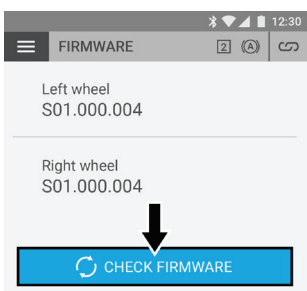 12:30
FIRMWARE 2 (A)
Left wheel
S01.000.004
Right wheel
S01.000.004
CHECK FIRMWARE